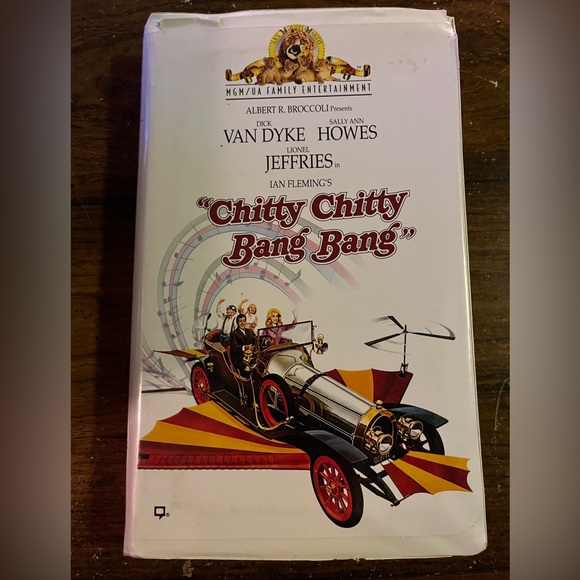 MGM/UA FAMILY ENTERTAINMENT
ALBERT R. BROCCOLI Presents
DICK SALLY ANN
VAN DYKE HOWES
LIONEL
JEFFRIES in
IAN FLEMING'S
"Chitty Chitty
Bang Bang"
®